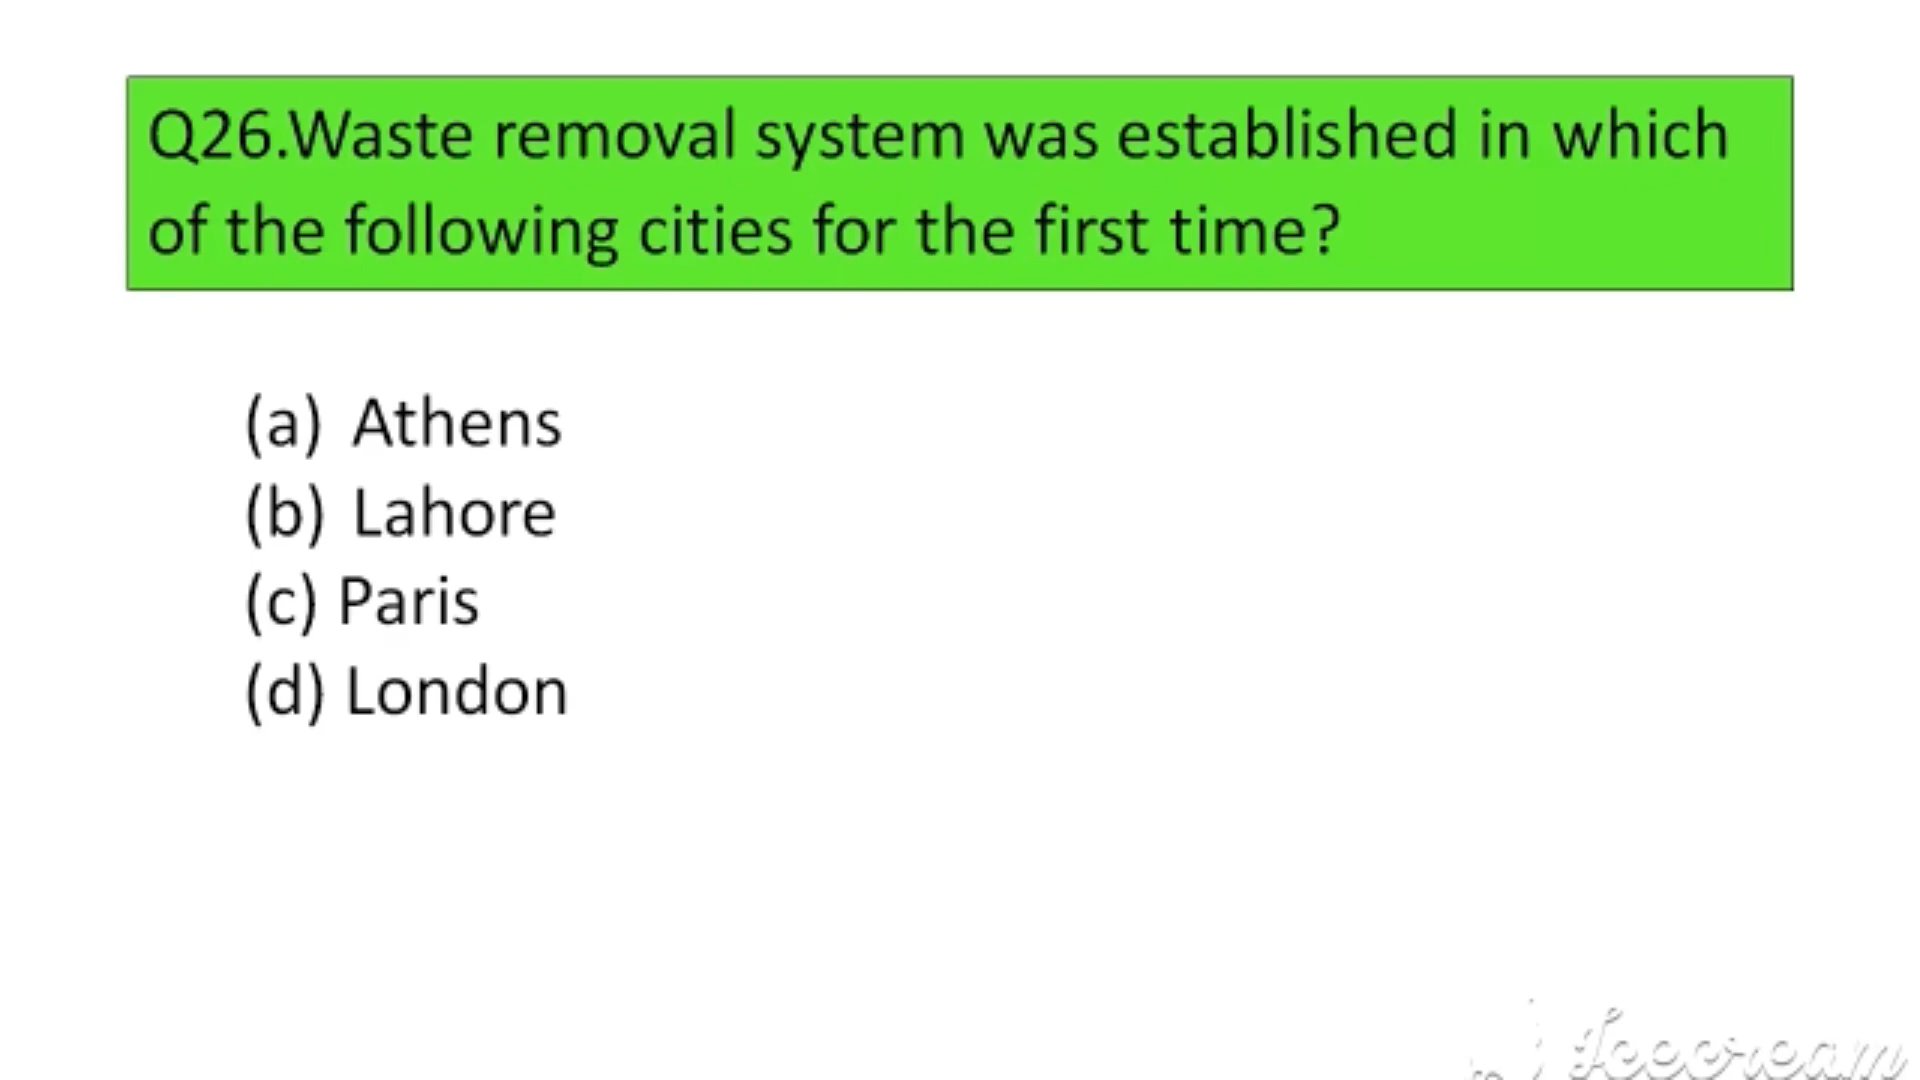 Q26.Waste removal system was established in which
of the following cities for the first time?
(a) Athens
(b) Lahore
(c) Paris
(d) London
Icecream